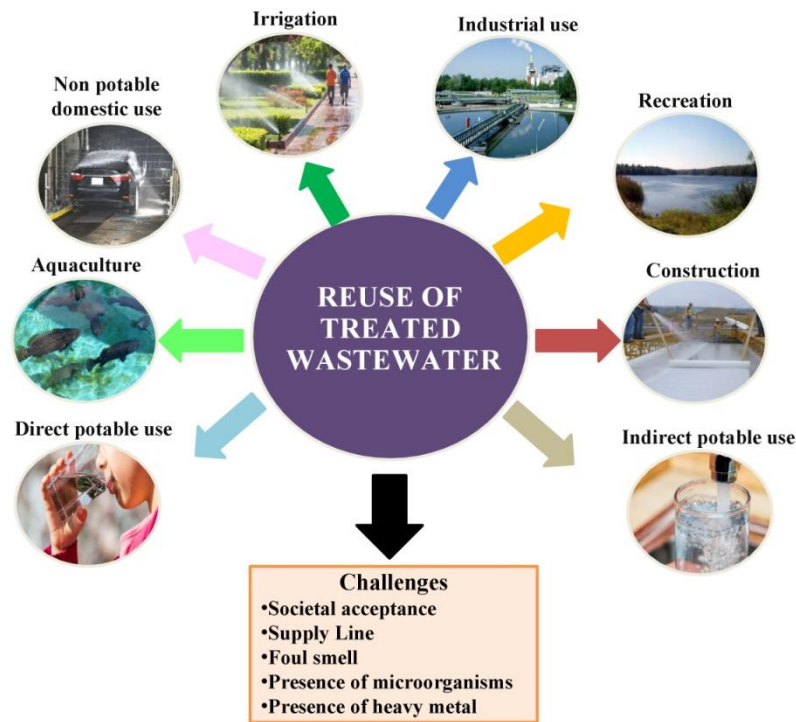 Irrigation
Industrial use
Non potable
domestic use
Recreation
Aquaculture
Construction
REUSE OF
TREATED
WASTEWATER
Direct potable use
Indirect potable use
Challenges
•Societal acceptance
•Supply Line
•Foul smell
•Presence of microorganisms
•Presence of heavy metal